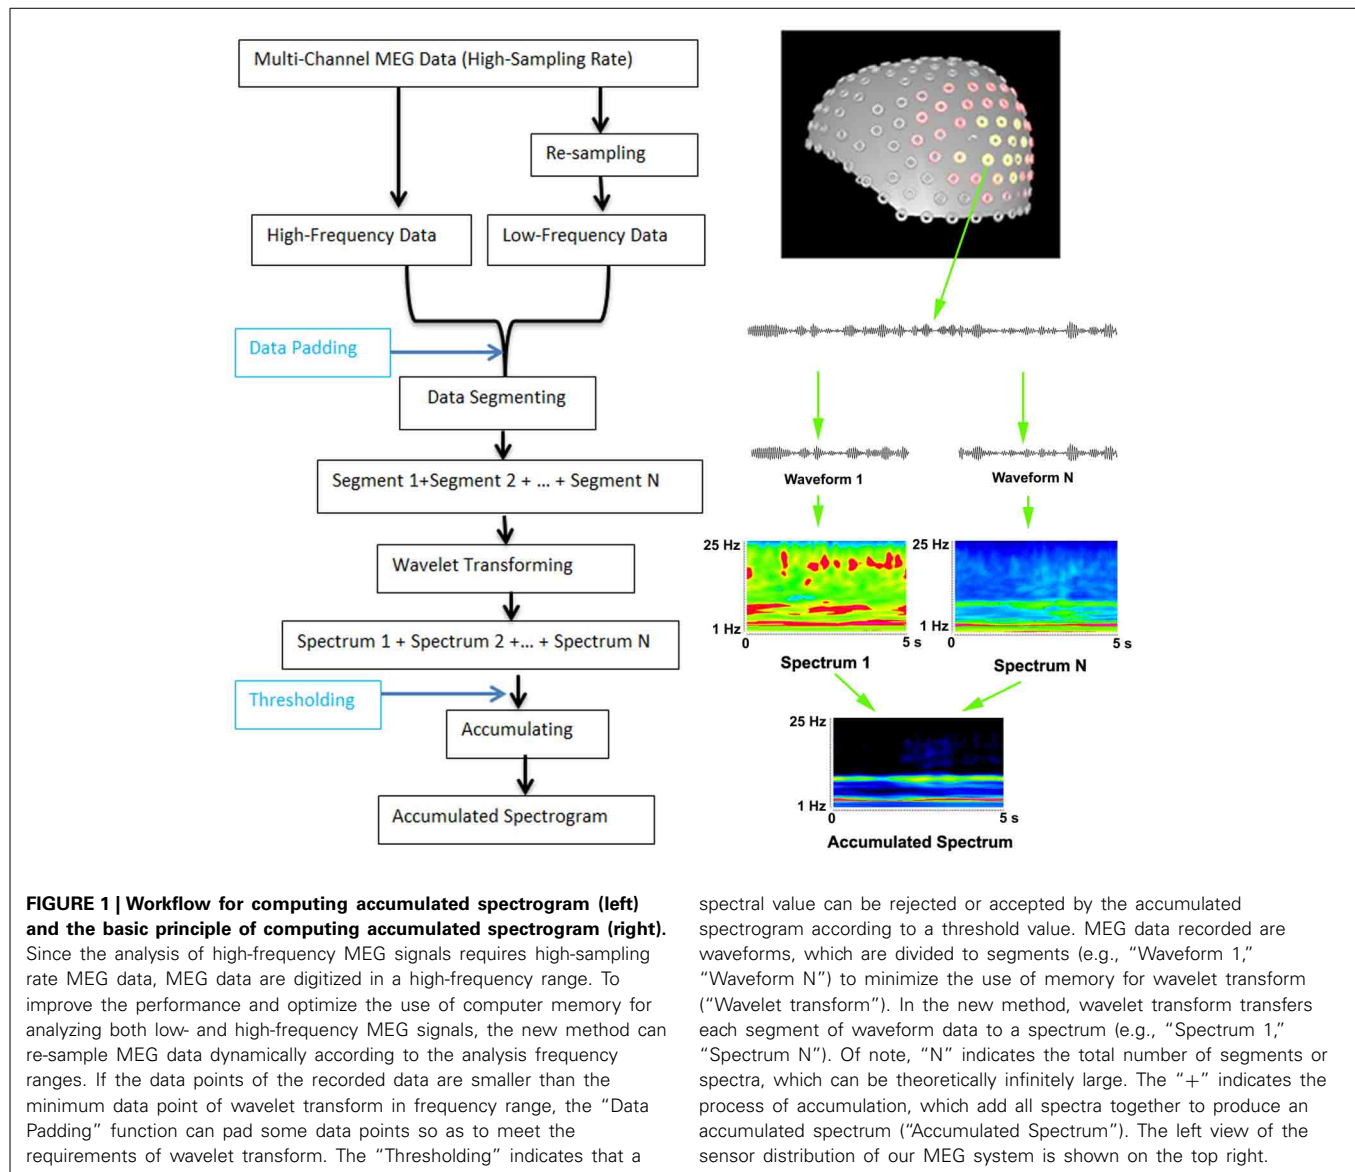 Multi-Channel MEG Data (High-Sampling Rate)
Re-sampling
High-Frequency Data
Low-Frequency Data
Data Padding
Data Segmenting
Segment 1+Segment 2 + ... + Segment N
Wavelet Transforming
Spectrum 1 + Spectrum 2 +... + Spectrum N
Thresholding
Accumulating
Accumulated Spectrogram
Waveform 1
Waveform N
25 Hz
1 Hz
0
5 s
Spectrum 1
25 Hz
1 Hz
0
5 s
Spectrum N
25 Hz
1 Hz
0
5 s
Accumulated Spectrum
FIGURE 1 | Workflow for computing accumulated spectrogram (left)
and the basic principle of computing accumulated spectrogram (right).
Since the analysis of high-frequency MEG signals requires high-sampling
rate MEG data, MEG data are digitized in a high-frequency range. To
improve the performance and optimize the use of computer memory for
analyzing both low- and high-frequency MEG signals, the new method can
re-sample MEG data dynamically according to the analysis frequency
ranges. If the data points of the recorded data are smaller than the
minimum data point of wavelet transform in frequency range, the “Data
Padding” function can pad some data points so as to meet the
requirements of wavelet transform. The “Thresholding” indicates that a
spectral value can be rejected or accepted by the accumulated
spectrogram according to a threshold value. MEG data recorded are
waveforms, which are divided to segments (e.g., “Waveform 1,”
“Waveform N”) to minimize the use of memory for wavelet transform
(“Wavelet transform”). In the new method, wavelet transform transfers
each segment of waveform data to a spectrum (e.g., “Spectrum 1,”
“Spectrum N”). Of note, “N” indicates the total number of segments or
spectra, which can be theoretically infinitely large. The “+” indicates the
process of accumulation, which add all spectra together to produce an
accumulated spectrum (“Accumulated Spectrum”). The left view of the
sensor distribution of our MEG system is shown on the top right.